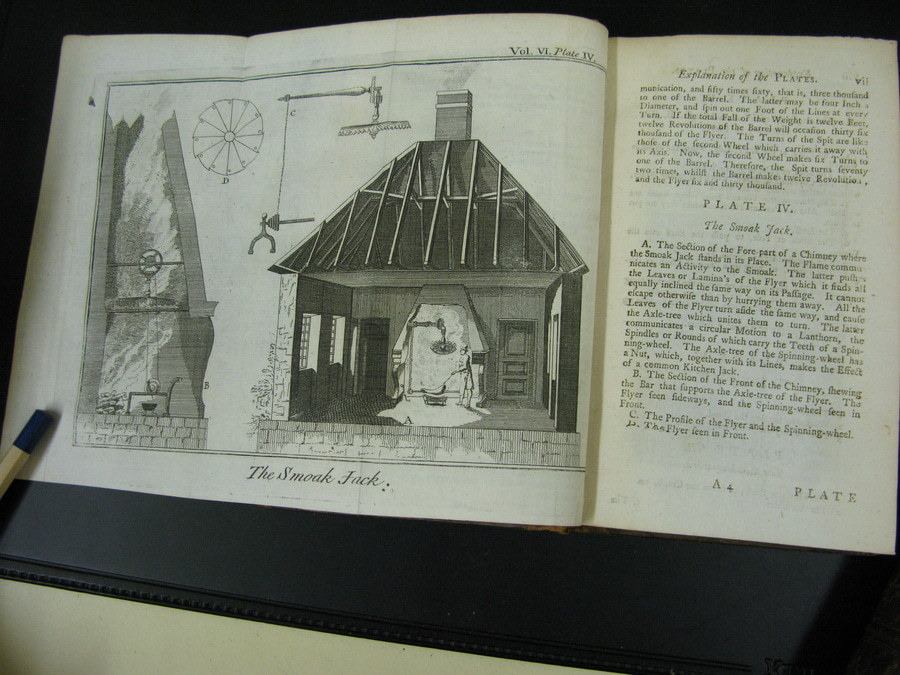 Vol. VI. Plate IV.
C
D
B
A
The Smoak Jack.
Explanation of the PLATES. vii
munication, and fifty times sixty, that is, three thousand
in one of the Barrel. The latter may be four Inch
Diameter, and spin out one Foot of the Lines at every
Turn. If the total Fall of the Weight is twelve Feet,
twelve Revolutions of the Barrel will occasion thirty six
thousand of the Flyer. The Turns of the Spit are like
those of the second Wheel which carries it away with
its Axis. Now, the second Wheel makes six Turns to
one of the Barrel. Therefore, the Spit turns seventy
two times, whilst the Barrel makes twelve Revolutions,
and the Flyer six and thirty thousand.
PLATE IV.
The Smoak Jack.
A. The Section of the Fore-part of a Chimney where
the Smoak Jack stands in its Place. The Flame commu-
nicates an Activity to the Smoak. The latter pushes
the Leaves or Lamina's of the Flyer which it finds all
equally inclined the same way on its Passage. It cannot
escape otherwise than by hurrying them away. All the
Leaves of the Flyer turn aside the same way, and cause
the Axle-tree which unites them to turn. The latter
communicates a circular Motion to a Lanthorn, the
Spindles or Rounds of which carry the Teeth of a Spin-
ning-wheel. The Axle-tree of the Spinning-wheel has
a Nut, which, together with its Lines, makes the Effect
of a common Kitchen Jack.
B. The Section of the Front of the Chimney, shewing
the Bar that supports the Axle-tree of the Flyer. The
Flyer seen sideways, and the Spinning-wheel seen in
Front.
C. The Profile of the Flyer and the Spinning-wheel.
D. The Flyer seen in Front.
A 4 PLATE